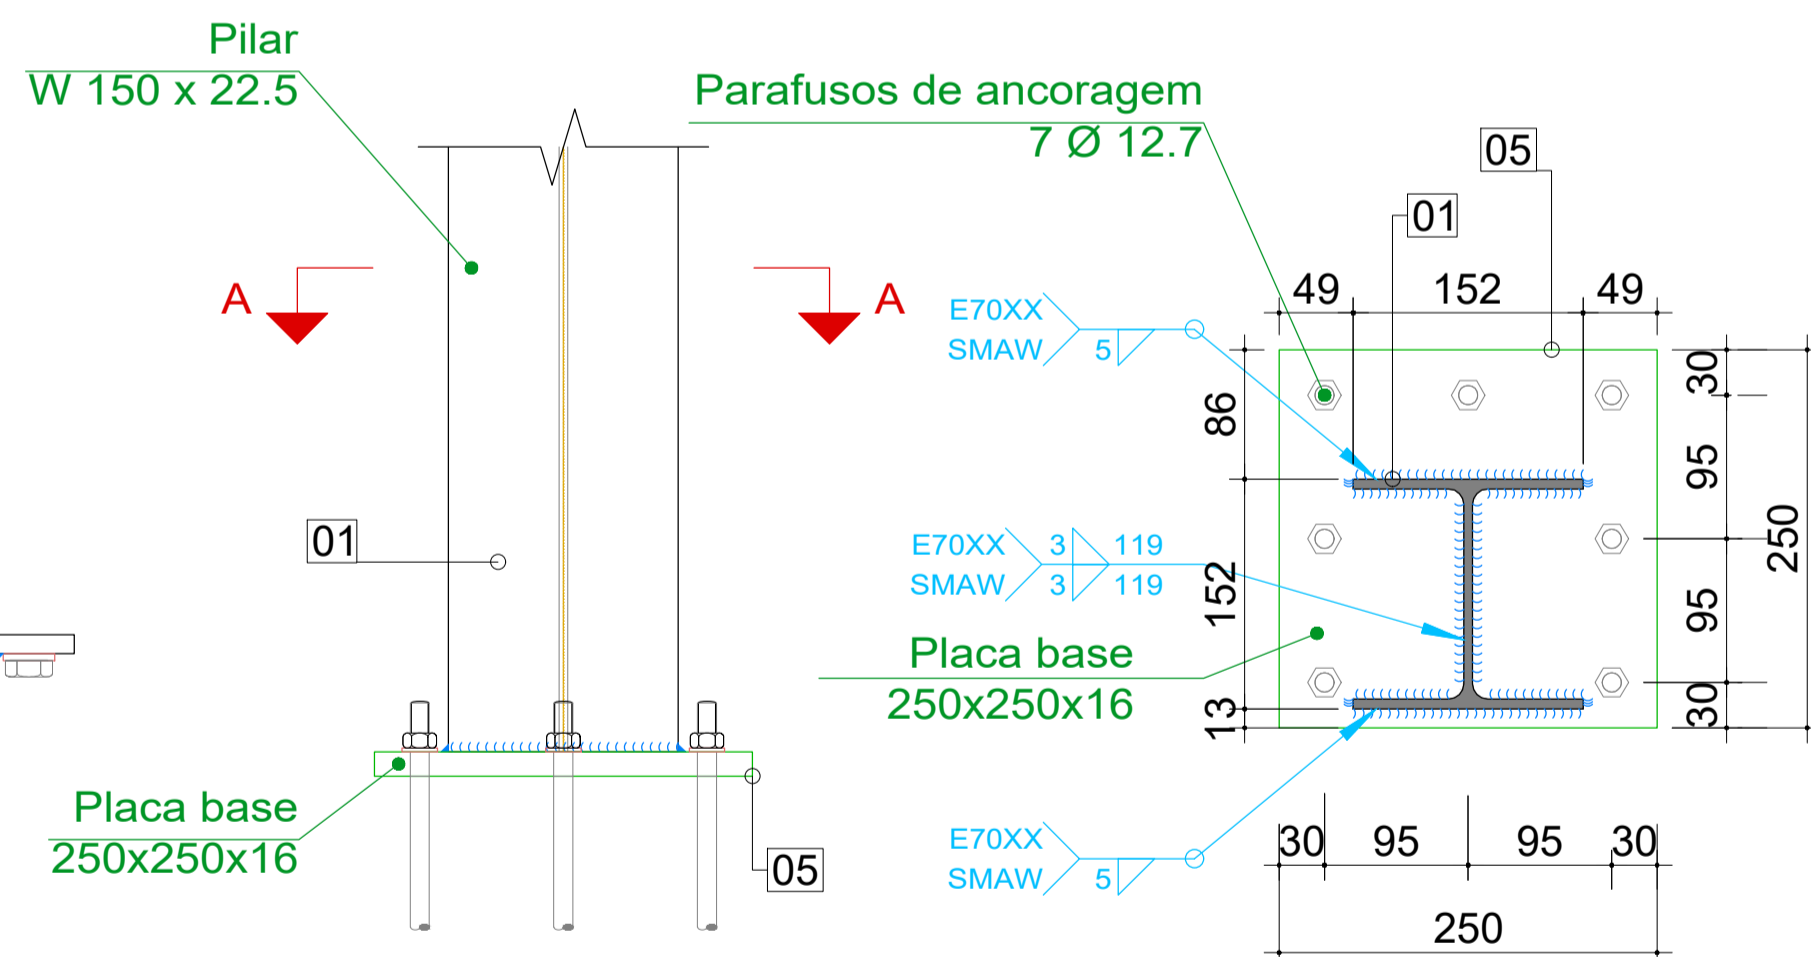 Pilar
W 150 x 22.5
Parafusos de ancoragem
7 Ø 12.7
05
01
A
A
49
152
49
E70XX
SMAW
5
86
30
95
250
01
E70XX
SMAW
3
119
3
119
152
95
Placa base
250x250x16
13
30
Placa base
250x250x16
05
E70XX
SMAW
5
30
95
95
30
250